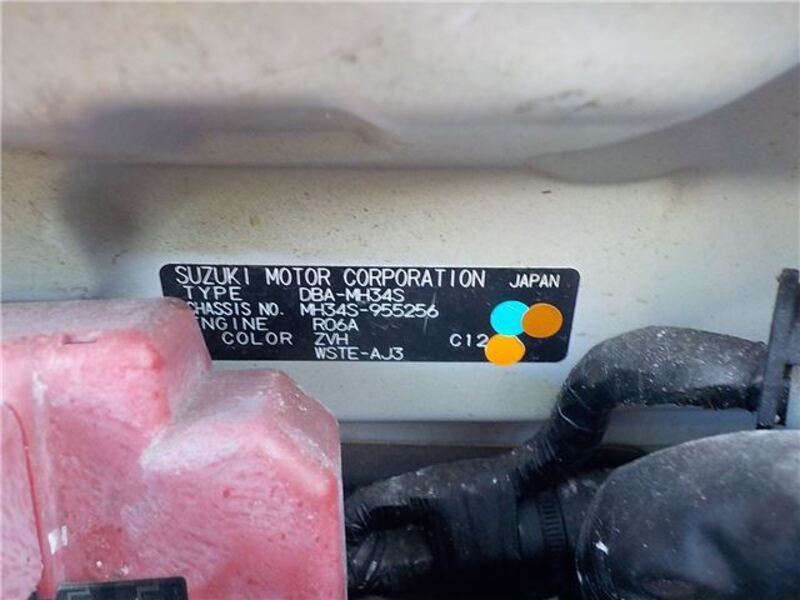 SUZUKI MOTOR CORPORATION JAPAN
TYPE DBA-MH34S
CHASSIS NO. MH34S-955256
ENGINE R06A
COLOR ZVH C12
WSTE-AJ3